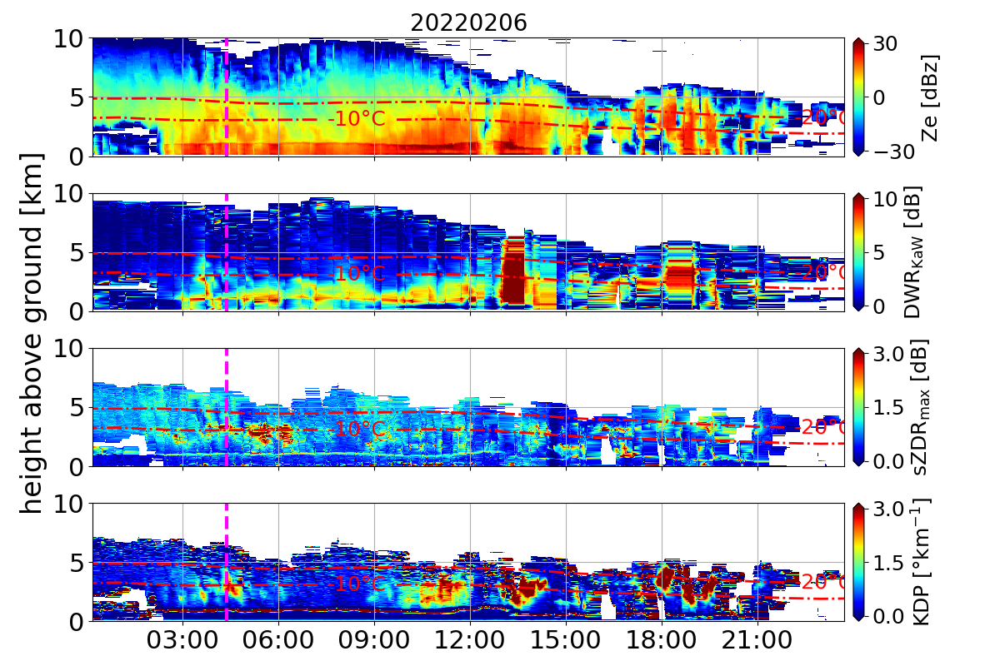 20220206
height above ground [km]
10
5
0
-10°C
-20°C
30
0
−30
Ze [dBz]
10
5
0
-10°C
-20°C
10
5
0
DWR_KaW [dB]
10
5
0
-10°C
-20°C
3.0
1.5
0.0
sZDR_max [dB]
10
5
0
-10°C
-20°C
3.0
1.5
0.0
KDP [°km⁻¹]
03:00 06:00 09:00 12:00 15:00 18:00 21:00